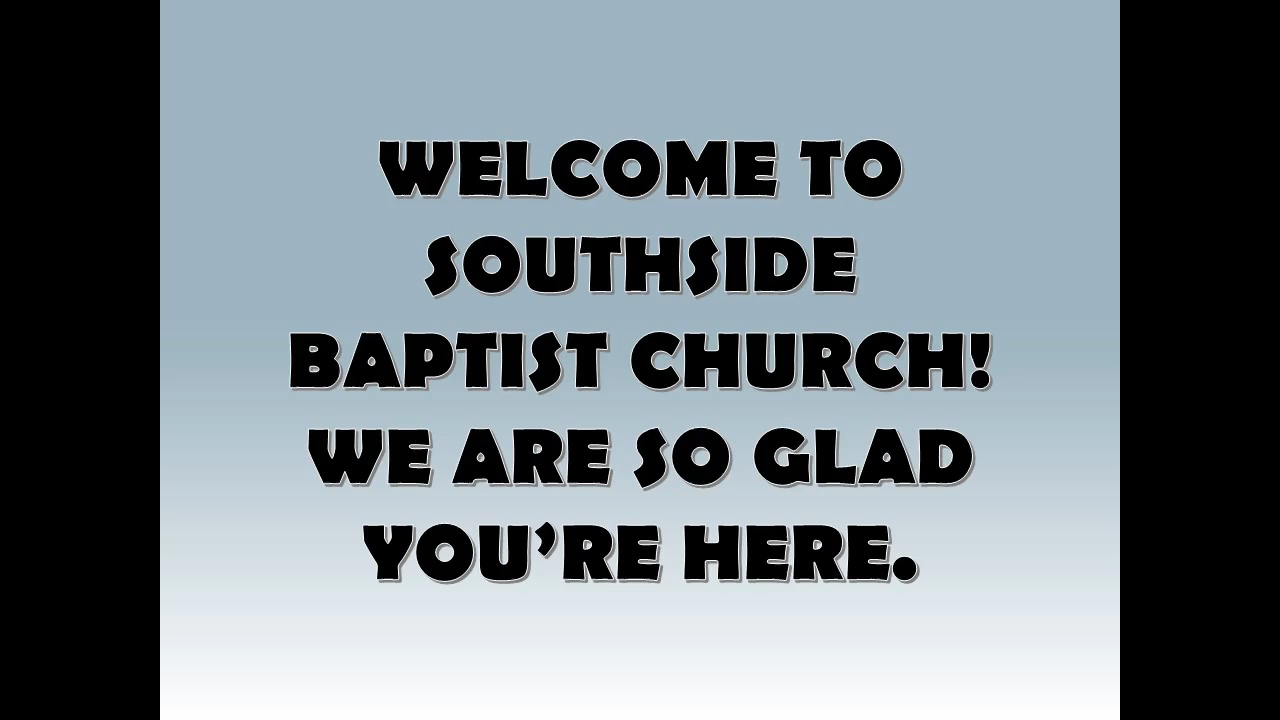 WELCOME TO
SOUTHSIDE
BAPTIST CHURCH!
WE ARE SO GLAD
YOU’RE HERE.